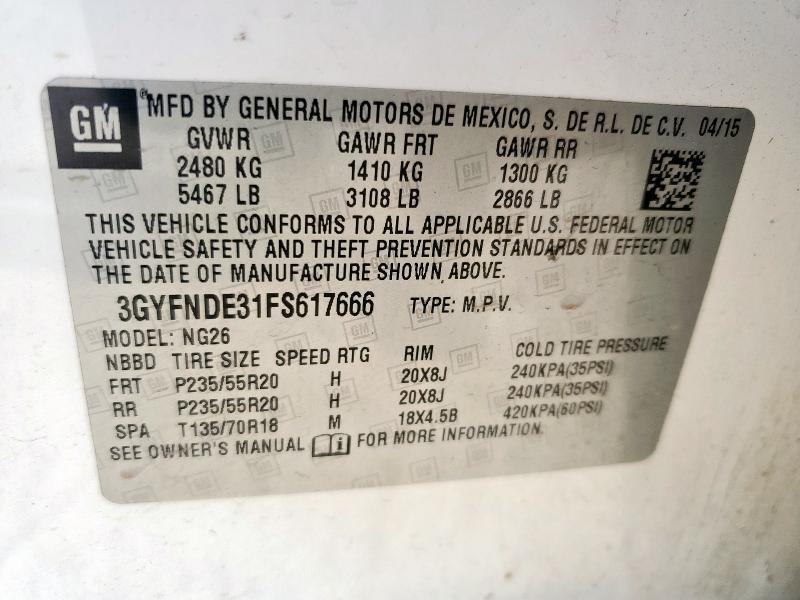 GM ® MFD BY GENERAL MOTORS DE MEXICO, S. DE R.L. DE C.V. 04/15
GVWR GAWR FRT GAWR RR
2480 KG 1410 KG 1300 KG
5467 LB 3108 LB 2866 LB
THIS VEHICLE CONFORMS TO ALL APPLICABLE U.S. FEDERAL MOTOR
VEHICLE SAFETY AND THEFT PREVENTION STANDARDS IN EFFECT ON
THE DATE OF MANUFACTURE SHOWN, ABOVE.
3GYFNDE31FS617666 TYPE: M.P.V.
MODEL: NG26
NBBD TIRE SIZE SPEED RTG RIM COLD TIRE PRESSURE
FRT P235/55R20 H 20X8J 240KPA(35PSI)
RR P235/55R20 H 20X8J 240KPA(35PSI)
SPA T135/70R18 M 18X4.5B 420KPA(60PSI)
SEE OWNER'S MANUAL i FOR MORE INFORMATION.